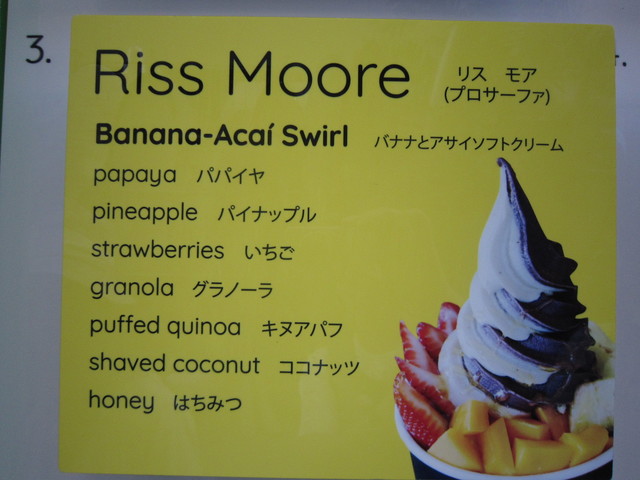 3.
Riss Moore リス モア
(プロサーファ)
Banana-Acaí Swirl バナナとアサイソフトクリーム
papaya パパイヤ
pineapple パイナップル
strawberries いちご
granola グラノーラ
puffed quinoa キヌアパフ
shaved coconut ココナッツ
honey はちみつ